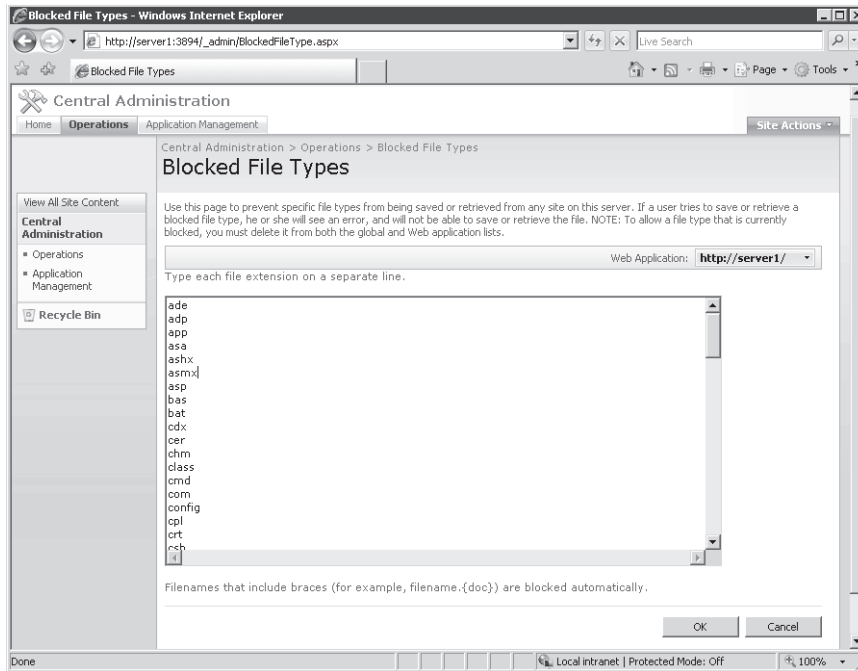 Blocked File Types - Windows Internet Explorer
http://server1:3894/_admin/BlockedFileType.aspx
Live Search
Blocked File Types
Page
Tools
Central Administration
Home Operations Application Management
Site Actions
Central Administration > Operations > Blocked File Types
Blocked File Types
View All Site Content
Central
Administration
Operations
Application
Management
Recycle Bin
Use this page to prevent specific file types from being saved or retrieved from any site on this server. If a user tries to save or retrieve a
blocked file type, he or she will see an error, and will not be able to save or retrieve the file. NOTE: To allow a file type that is currently
blocked, you must delete it from both the global and Web application lists.
Web Application: http://server1/
Type each file extension on a separate line.
ade
adp
app
asa
ashx
asmx
asp
bas
bat
cdx
cer
chm
class
cmd
com
config
cpl
crt
csh
Filenames that include braces (for example, filename.{doc}) are blocked automatically.
OK Cancel
Done
Local intranet | Protected Mode: Off
100%